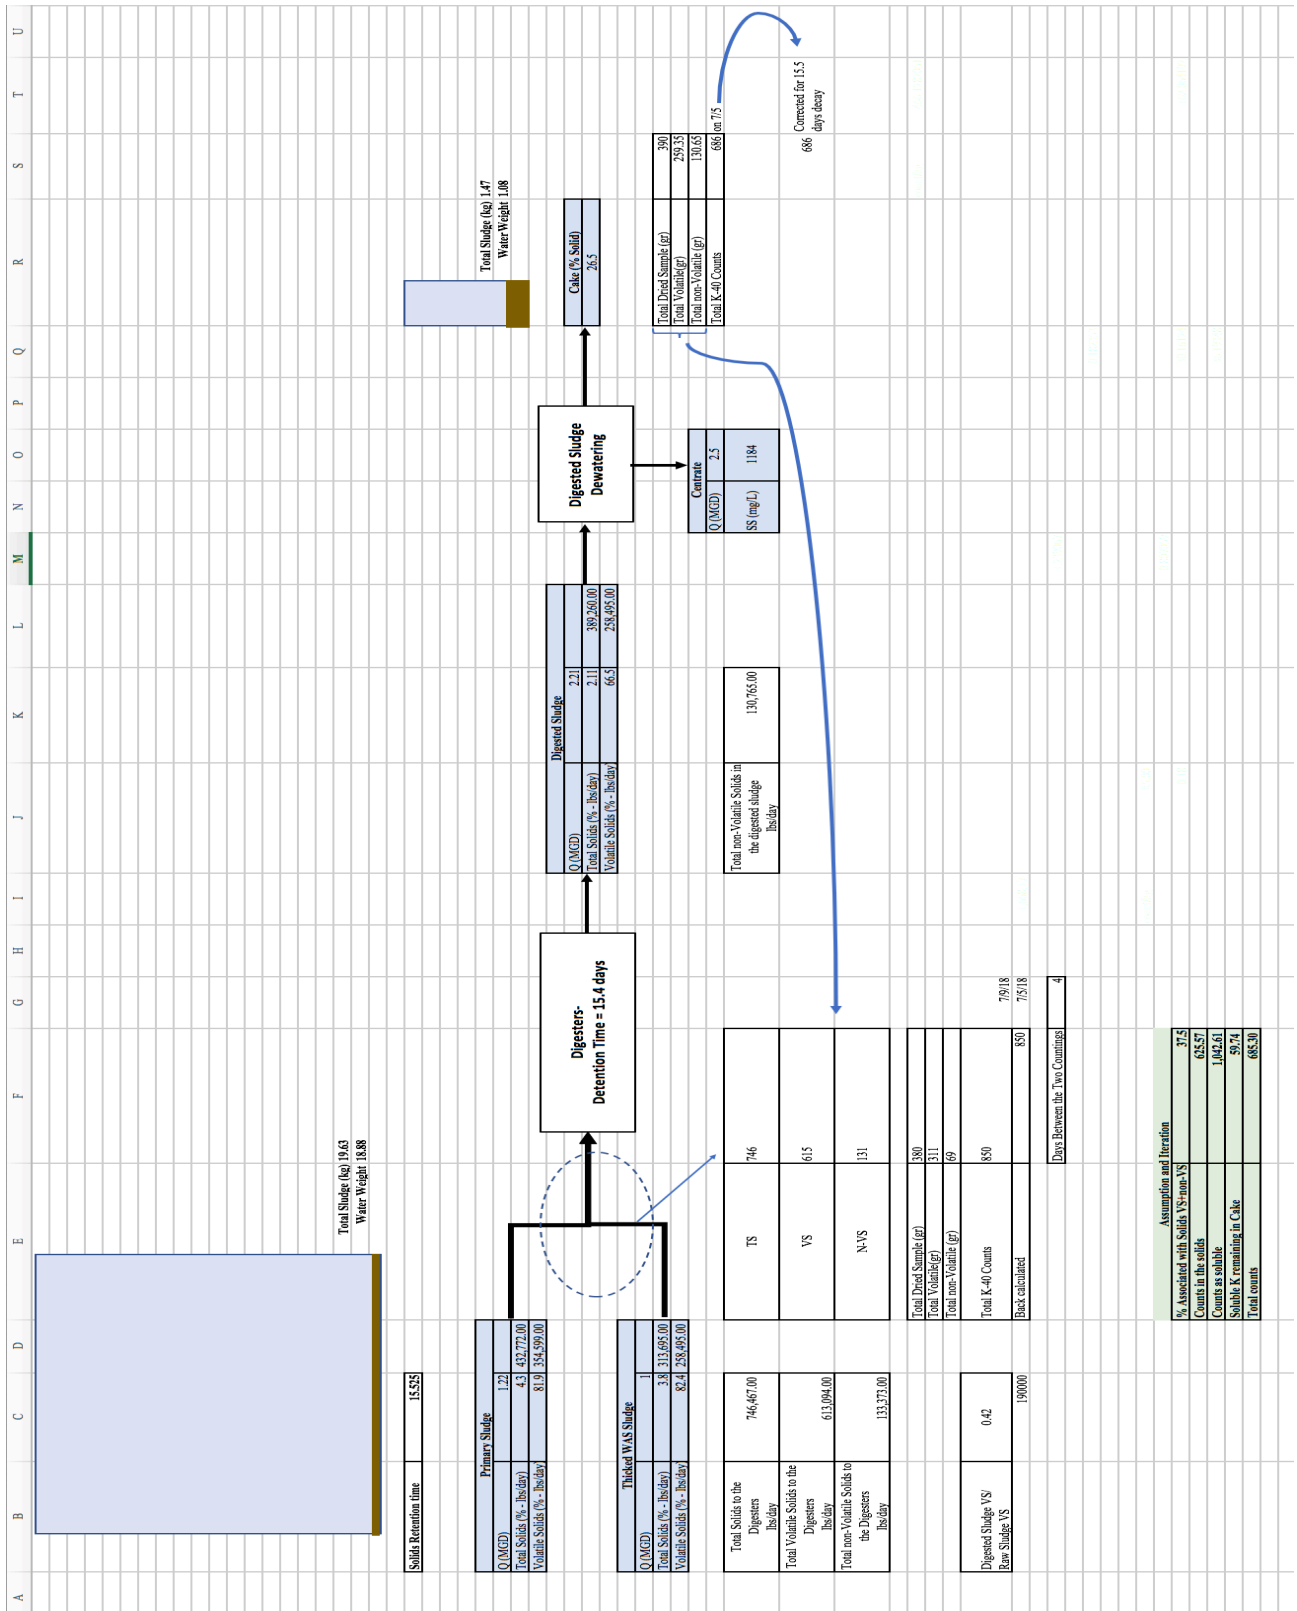 A B C D E F G H I J K L M N O P Q R S T U
Total Sludge (kg) 19.63
Water Weight 18.88
Total Sludge (kg) 1.47
Water Weight 1.08
Solids Retention time 15.525
Primary Sludge
Q (MGD) 1.22
Total Solids (% - lbs/day) 4.3 432,772.00
Volatile Solids (% - lbs/day) 81.9 354,599.00
Thicked WAS Sludge
Q (MGD) 1
Total Solids (% - lbs/day) 3.8 313,695.00
Volatile Solids (% - lbs/day) 82.4 258,495.00
Digesters-
Detention Time = 15.4 days
Digested Sludge
Q (MGD) 2.21
Total Solids (% - lbs/day) 2.11 389,260.00
Volatile Solids (% - lbs/day) 66.5 258,495.00
Digested Sludge
Dewatering
Cake (% Solid)
26.5
Centrate
Q (MGD) 2.5
SS (mg/L) 1184
Total Dried Sample (gr) 390
Total Volatile(gr) 259.35
Total non-Volatile (gr) 130.65
Total K-40 Counts 686 on 7/5
686 Corrected for 15.5
days decay
Total Solids to the
Digesters
lbs/day
746,467.00
Total Volatile Solids to the
Digesters
lbs/day
613,094.00
Total non-Volatile Solids to
the Digesters
lbs/day
133,373.00
TS 746
VS 615
N-VS 131
Total non-Volatile Solids in
the digested sludge
lbs/day
130,765.00
Total Dried Sample (gr) 380
Total Volatile(gr) 311
Total non-Volatile (gr) 69
Digested Sludge VS/
Raw Sludge VS
0.42
Total K-40 Counts 850 7/9/18
190000
Back calculated 850 7/5/18
Days Between the Two Countings 4
Assumption and Iteration
% Associated with Solids VS+non-VS 37.5
Counts in the solids 625.57
Counts as soluble 1,042.61
Soluble K remaining in Cake 59.74
Total counts 685.30